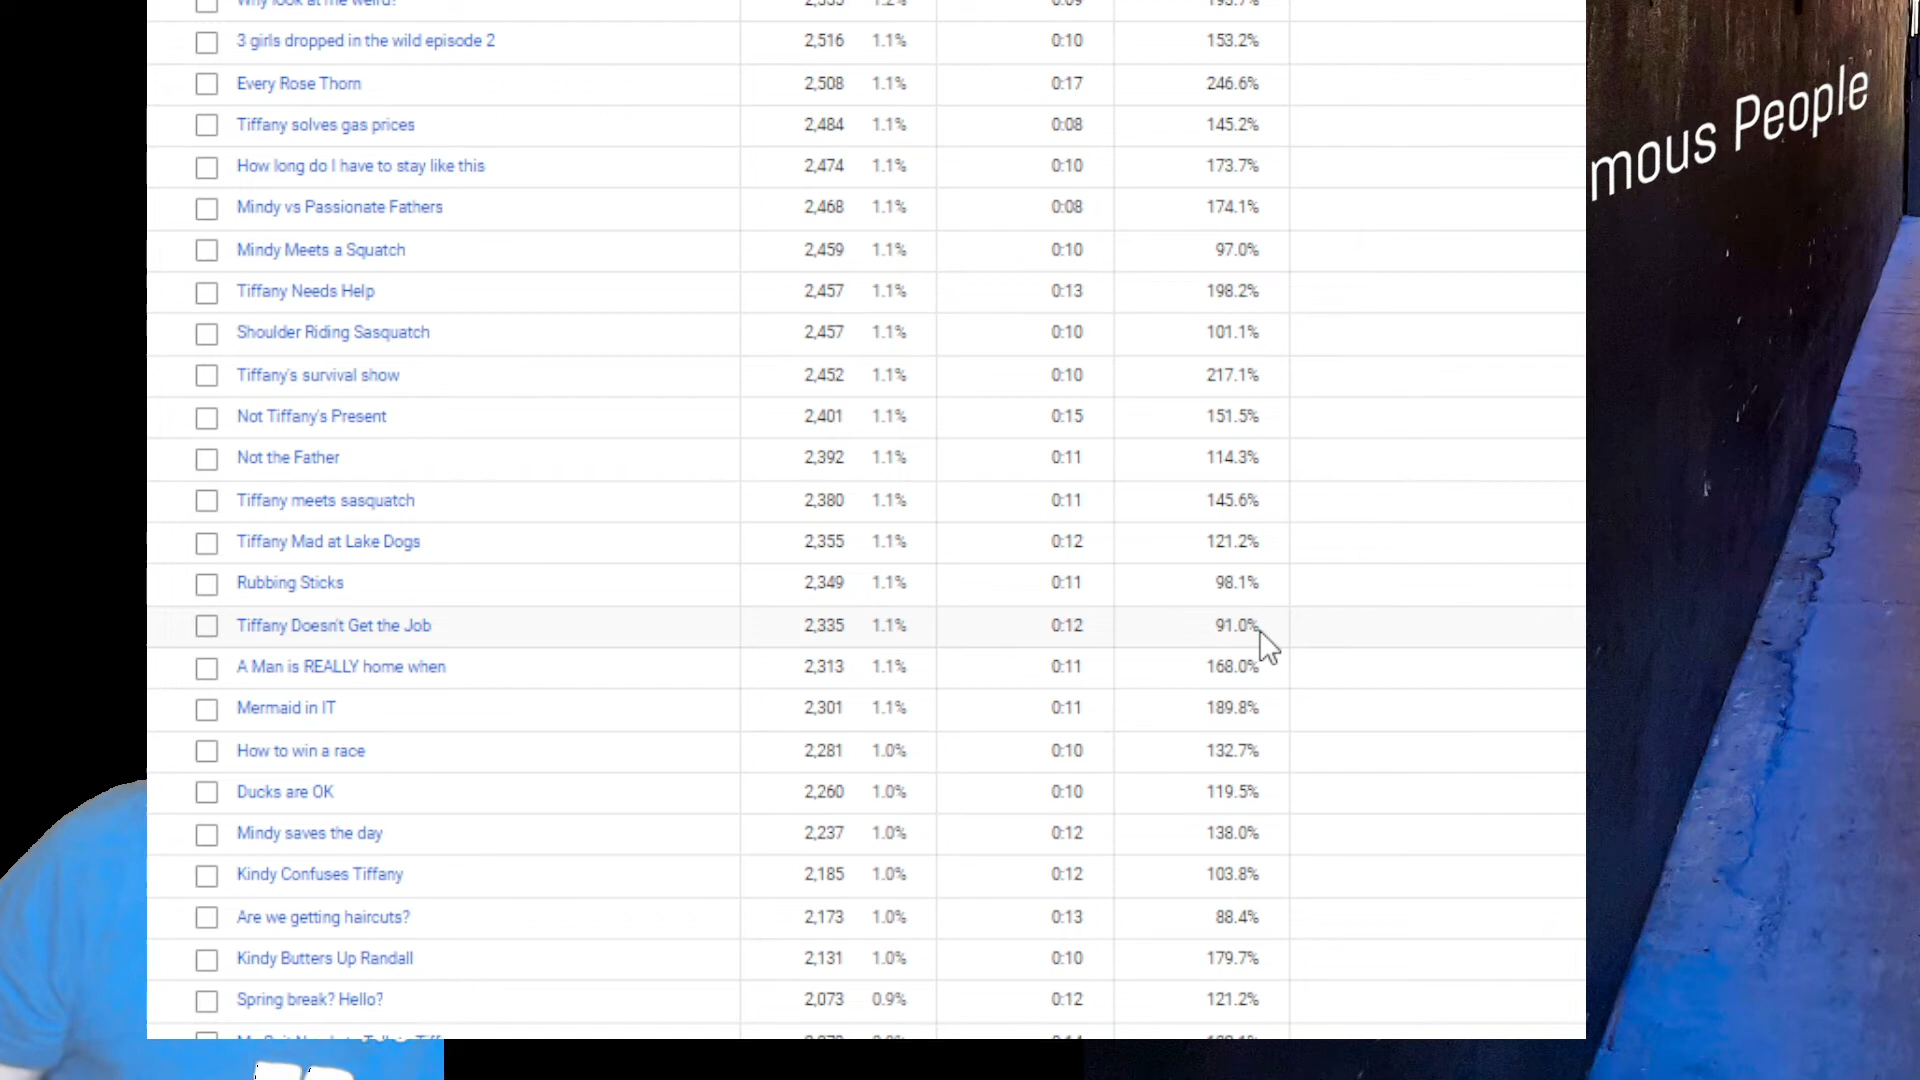 Why look at me weird? 2,555 1.2% 0:09 195.7%
3 girls dropped in the wild episode 2 2,516 1.1% 0:10 153.2%
Every Rose Thorn 2,508 1.1% 0:17 246.6%
Tiffany solves gas prices 2,484 1.1% 0:08 145.2%
How long do I have to stay like this 2,474 1.1% 0:10 173.7%
Mindy vs Passionate Fathers 2,468 1.1% 0:08 174.1%
Mindy Meets a Squatch 2,459 1.1% 0:10 97.0%
Tiffany Needs Help 2,457 1.1% 0:13 198.2%
Shoulder Riding Sasquatch 2,457 1.1% 0:10 101.1%
Tiffany's survival show 2,452 1.1% 0:10 217.1%
Not Tiffany's Present 2,401 1.1% 0:15 151.5%
Not the Father 2,392 1.1% 0:11 114.3%
Tiffany meets sasquatch 2,380 1.1% 0:11 145.6%
Tiffany Mad at Lake Dogs 2,355 1.1% 0:12 121.2%
Rubbing Sticks 2,349 1.1% 0:11 98.1%
Tiffany Doesn't Get the Job 2,335 1.1% 0:12 91.0%
A Man is REALLY home when 2,313 1.1% 0:11 168.0%
Mermaid in IT 2,301 1.1% 0:11 189.8%
How to win a race 2,281 1.0% 0:10 132.7%
Ducks are OK 2,260 1.0% 0:10 119.5%
Mindy saves the day 2,237 1.0% 0:12 138.0%
Kindy Confuses Tiffany 2,185 1.0% 0:12 103.8%
Are we getting haircuts? 2,173 1.0% 0:13 88.4%
Kindy Butters Up Randall 2,131 1.0% 0:10 179.7%
Spring break? Hello? 2,073 0.9% 0:12 121.2%
mous People